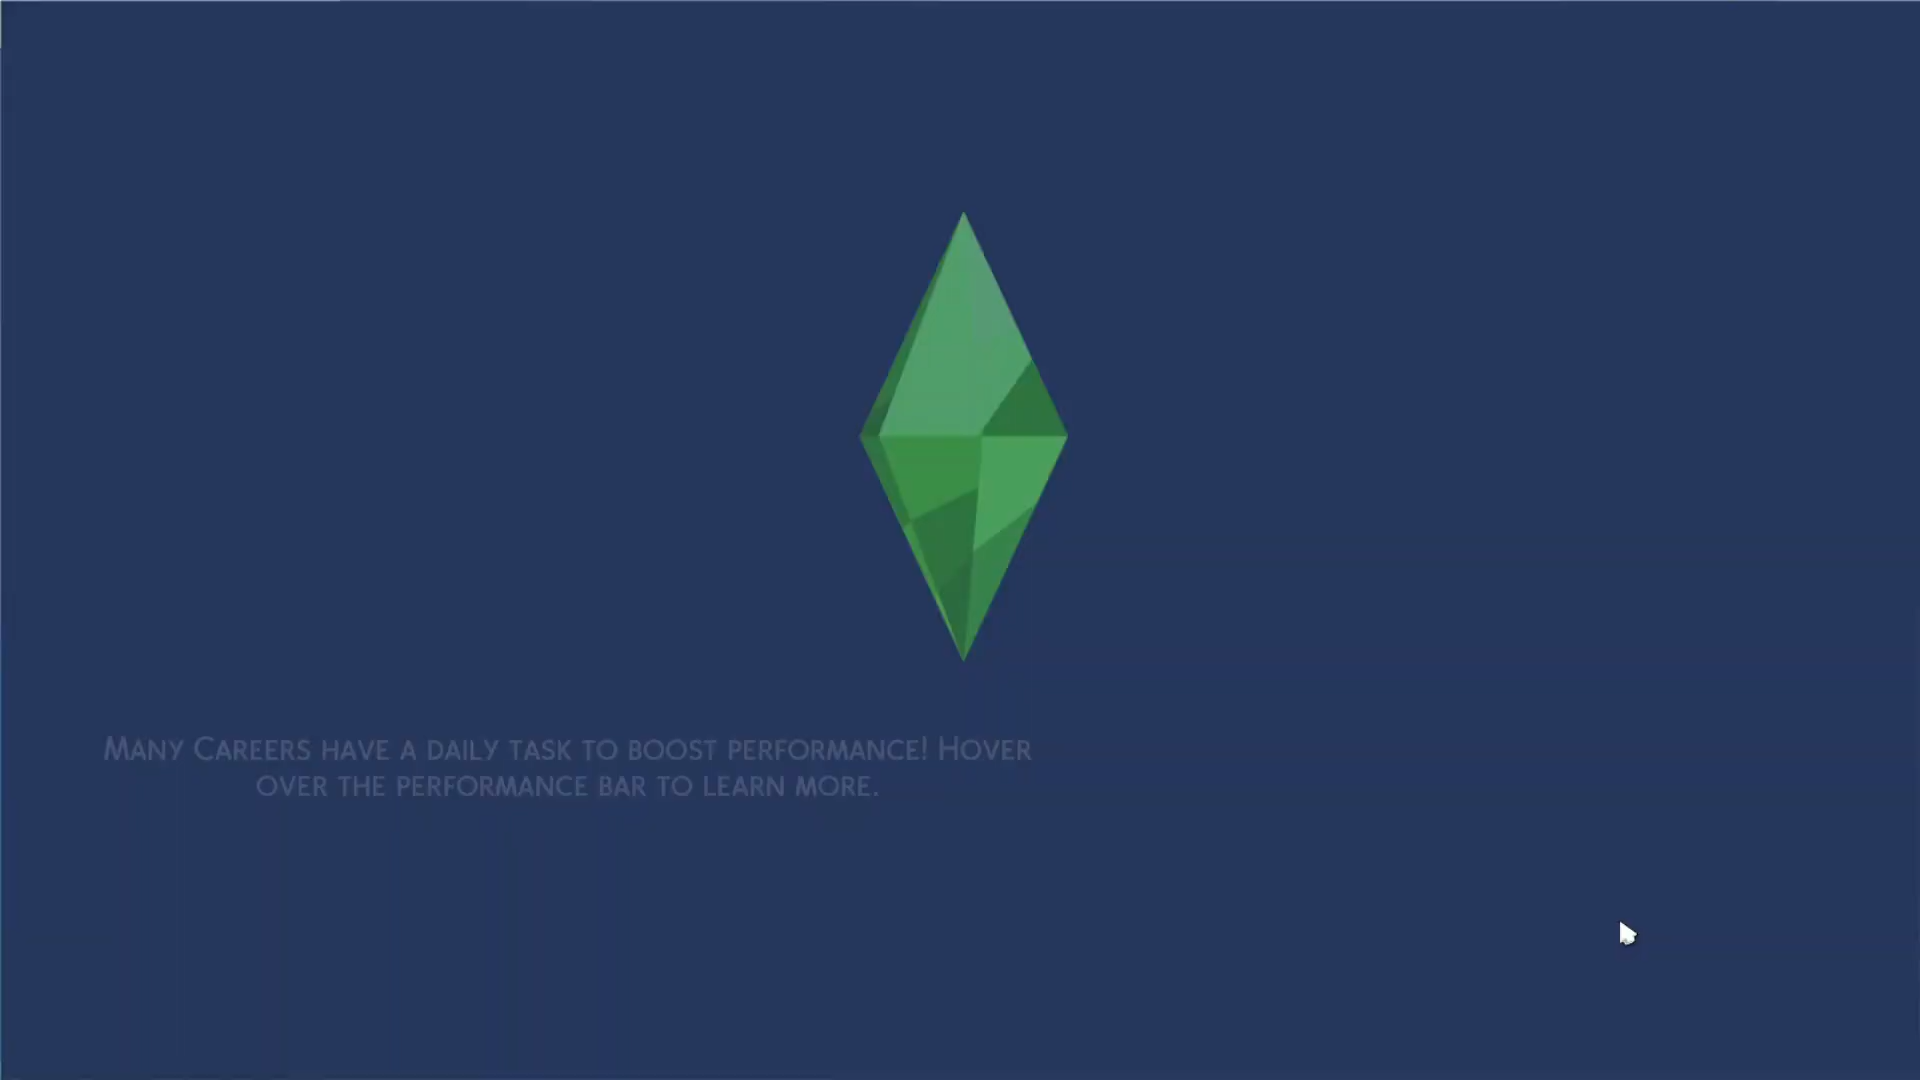 Many Careers have a daily task to boost performance! Hover
over the performance bar to learn more.